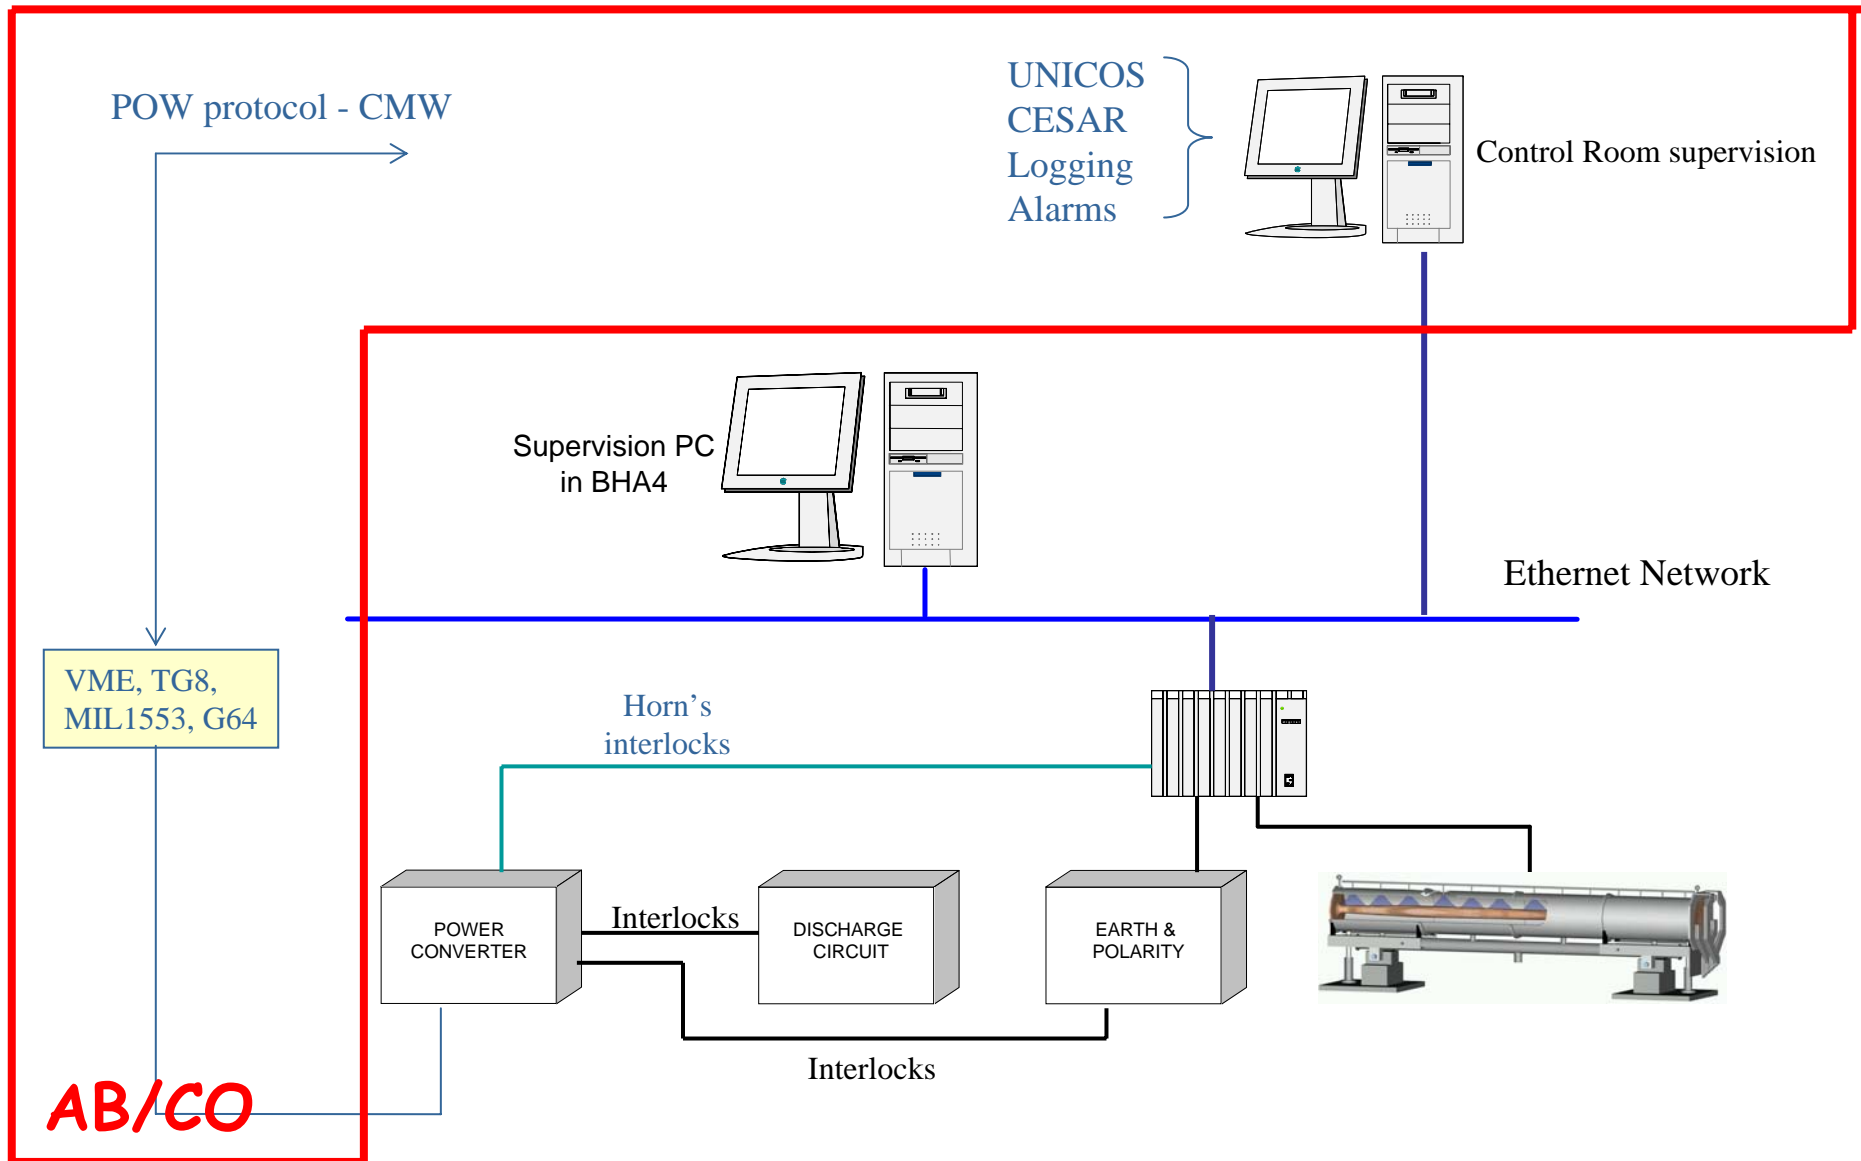 POW protocol - CMW
UNICOS
CESAR
Logging
Alarms
Control Room supervision
Supervision PC
in BHA4
Ethernet Network
VME, TG8,
MIL1553, G64
Horn’s
interlocks
POWER
CONVERTER
Interlocks
DISCHARGE
CIRCUIT
EARTH &
POLARITY
Interlocks
AB/CO